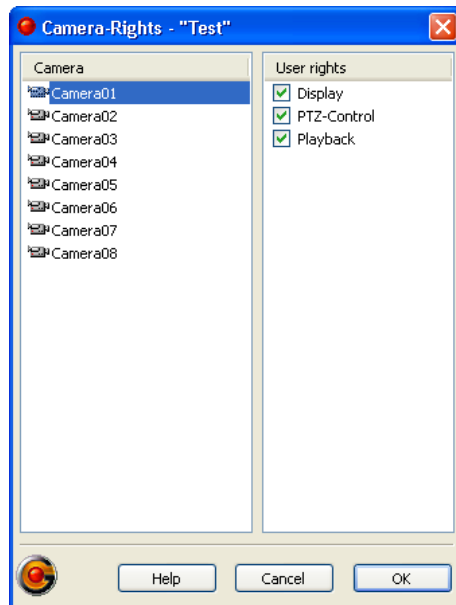 Camera-Rights - "Test"
Camera
User rights
Camera01
Camera02
Camera03
Camera04
Camera05
Camera06
Camera07
Camera08
Display
PTZ-Control
Playback
Help
Cancel
OK